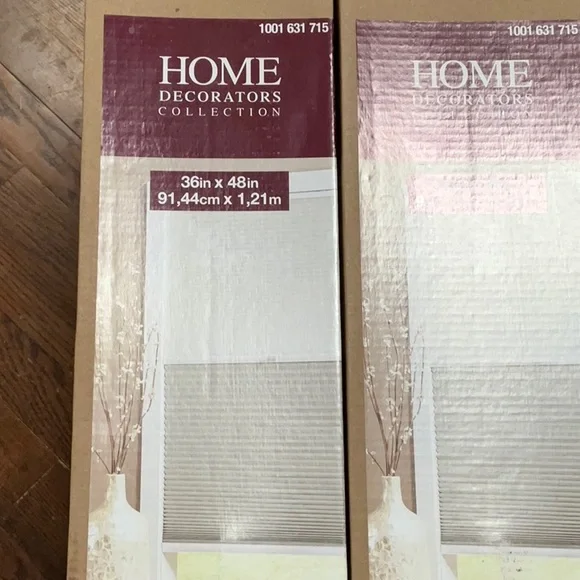 1001 631 715
HOME
DECORATORS
COLLECTION
36in x 48in
91,44cm x 1,21m
1001 631 715
HOME
DECORATORS